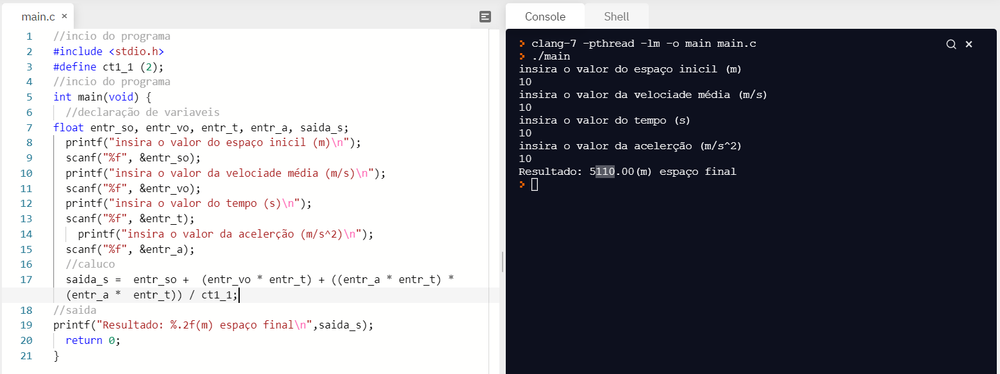 main.c ×
1 //incio do programa
2 #include <stdio.h>
3 #define ct1_1 (2);
4 //incio do programa
5 int main(void) {
6 //declaração de variaveis
7 float entr_so, entr_vo, entr_t, entr_a, saida_s;
8 printf("insira o valor do espaço inicil (m)\n");
9 scanf("%f", &entr_so);
10 printf("insira o valor da velociade média (m/s)\n");
11 scanf("%f", &entr_vo);
12 printf("insira o valor do tempo (s)\n");
13 scanf("%f", &entr_t);
14 printf("insira o valor da acelerção (m/s^2)\n");
15 scanf("%f", &entr_a);
16 //caluco
17 saida_s =  entr_so +  (entr_vo * entr_t) + ((entr_a * entr_t) *
(entr_a *  entr_t)) / ct1_1;
18 //saida
19 printf("Resultado: %.2f(m) espaço final\n",saida_s);
20 return 0;
21 }
Console Shell
clang-7 -pthread -lm -o main main.c
./main
insira o valor do espaço inicil (m)
10
insira o valor da velociade média (m/s)
10
insira o valor do tempo (s)
10
insira o valor da acelerção (m/s^2)
10
Resultado: 5110.00(m) espaço final